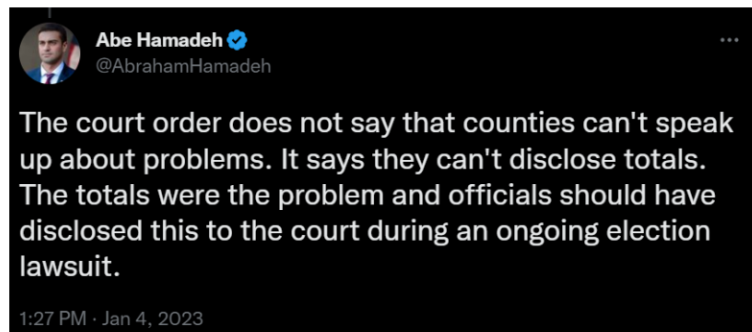 Abe Hamadeh
@AbrahamHamadeh
The court order does not say that counties can't speak
up about problems. It says they can't disclose totals.
The totals were the problem and officials should have
disclosed this to the court during an ongoing election
lawsuit.
1:27 PM · Jan 4, 2023